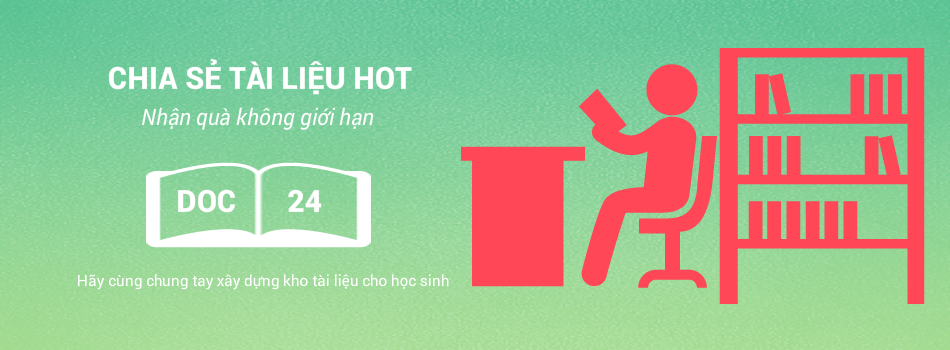 CHIA SẺ TÀI LIỆU HOT
Nhận quà không giới hạn
DOC 24
Hãy cùng chung tay xây dựng kho tài liệu cho học sinh